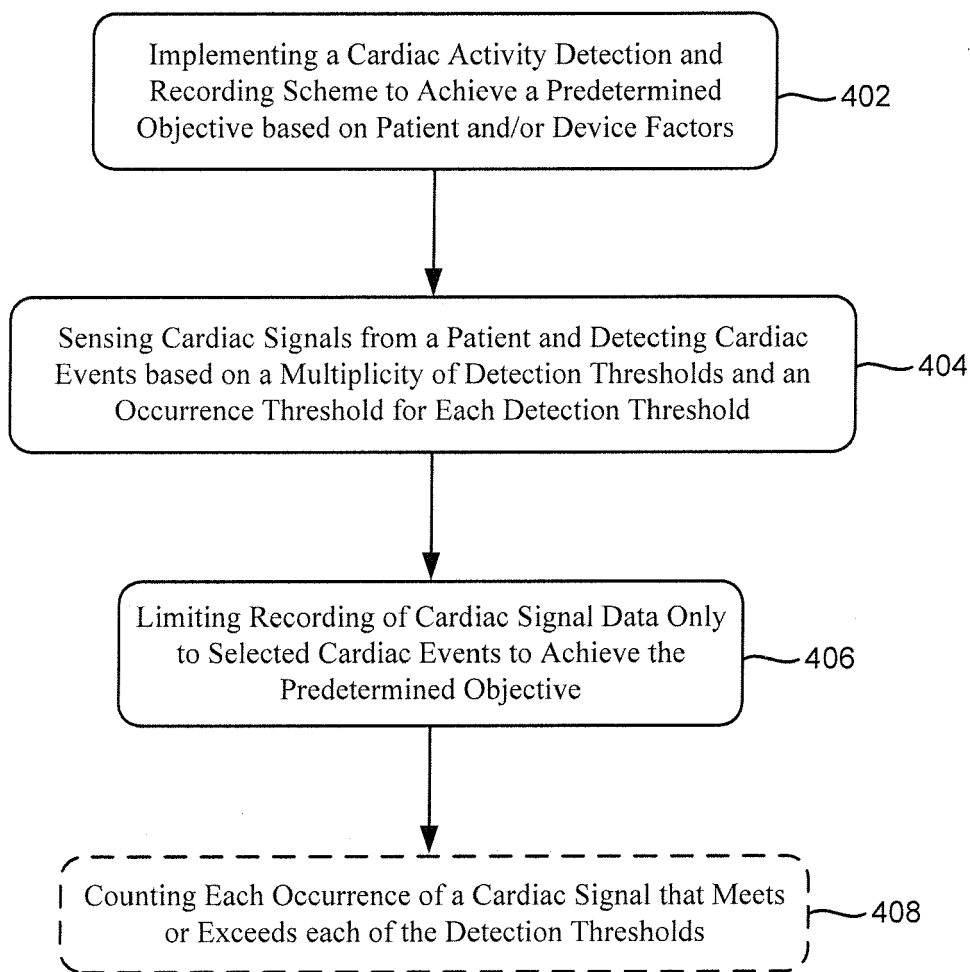 Implementing a Cardiac Activity Detection and
Recording Scheme to Achieve a Predetermined
Objective based on Patient and/or Device Factors
402
Sensing Cardiac Signals from a Patient and Detecting Cardiac
Events based on a Multiplicity of Detection Thresholds and an
Occurrence Threshold for Each Detection Threshold
404
Limiting Recording of Cardiac Signal Data Only
to Selected Cardiac Events to Achieve the
Predetermined Objective
406
Counting Each Occurrence of a Cardiac Signal that Meets
or Exceeds each of the Detection Thresholds
408